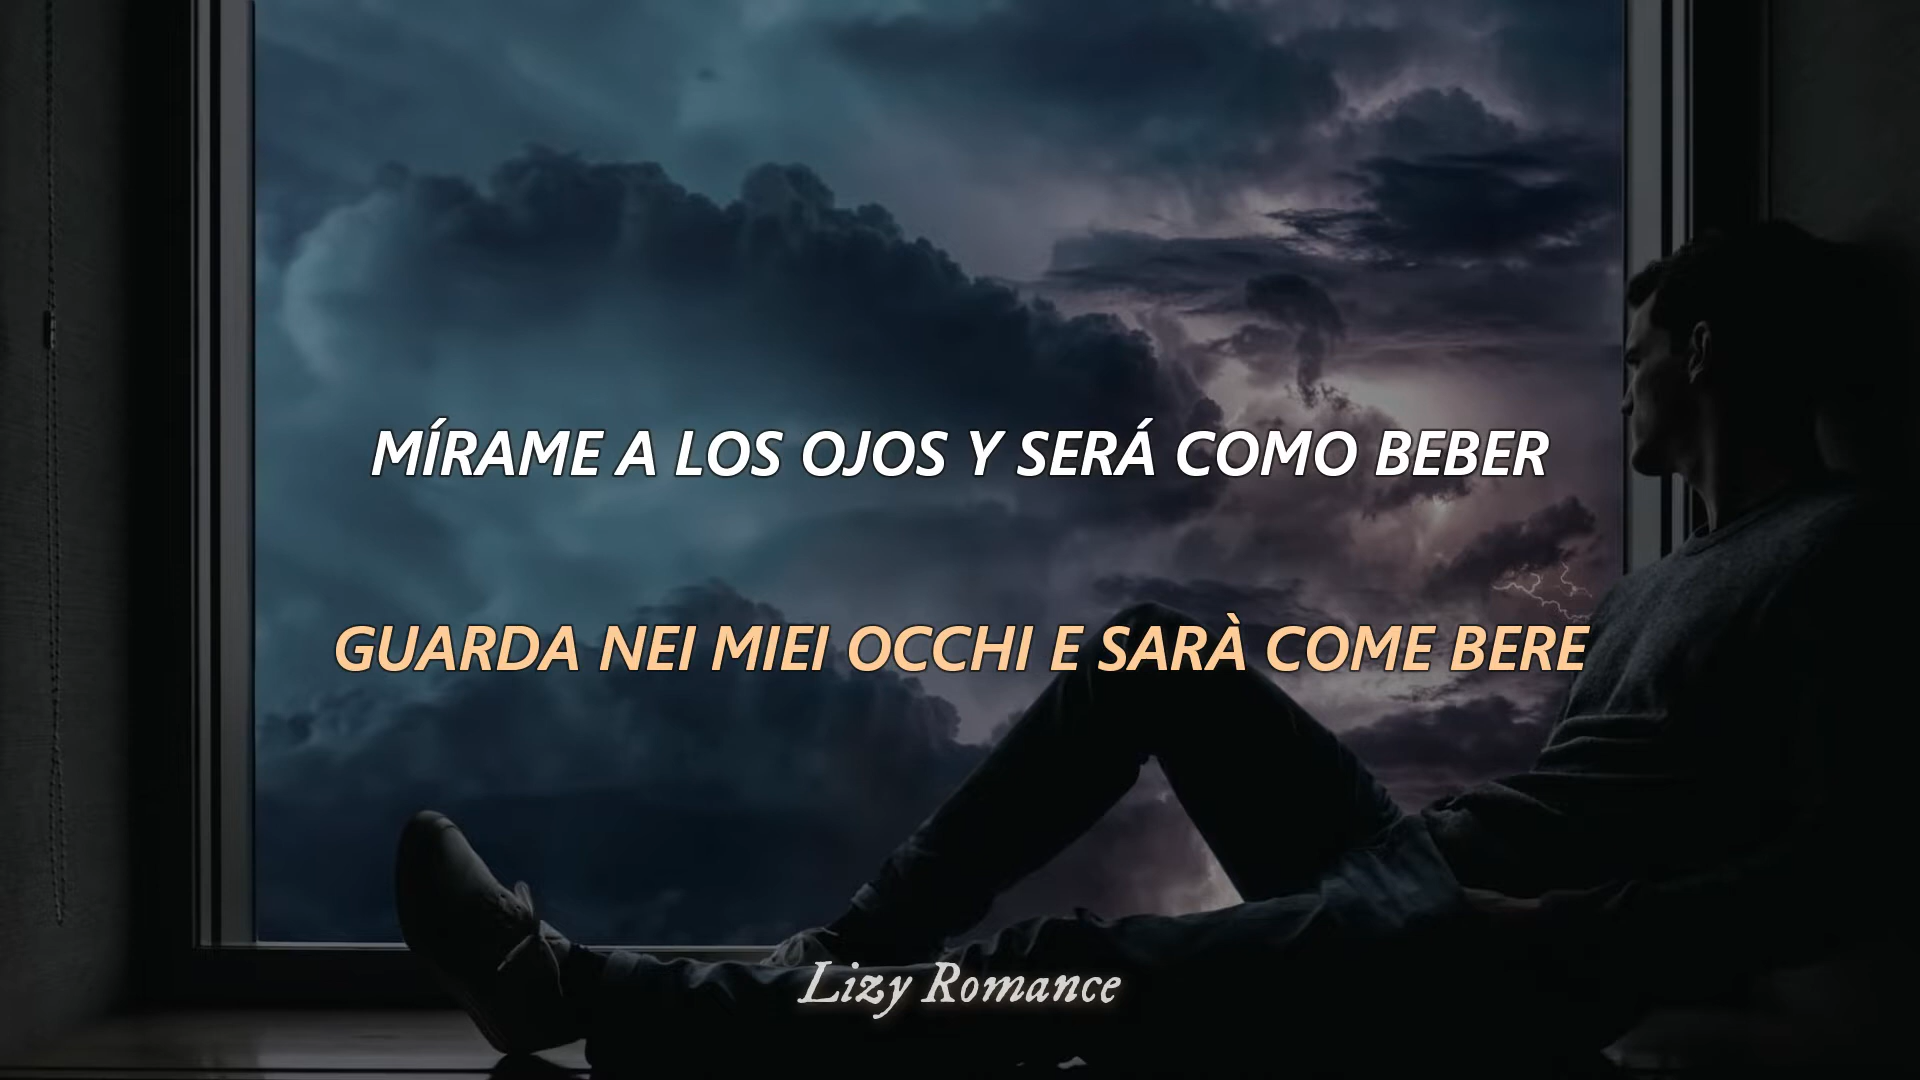 MÍRAME A LOS OJOS Y SERÁ COMO BEBER
GUARDA NEI MIEI OCCHI E SARÀ COME BERE
Lizy Romance